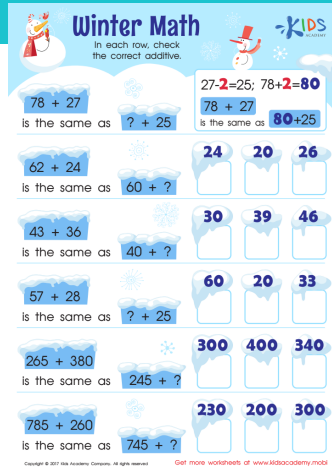 Winter Math
KIDS
ACADEMY
In each row, check
the correct additive.
27-2=25; 78+2=80
78 + 27
is the same as 80+25
78 + 27
is the same as ? + 25
62 + 24
is the same as 60 + ?
24 20 26
43 + 36
is the same as 40 + ?
30 39 46
57 + 28
is the same as ? + 25
60 20 33
265 + 380
is the same as 245 + ?
300 400 340
785 + 260
is the same as 745 + ?
230 200 300
Copyright © 2017 Kids Academy Company. All rights reserved
Get more worksheets at www.kidsacademy.mobi